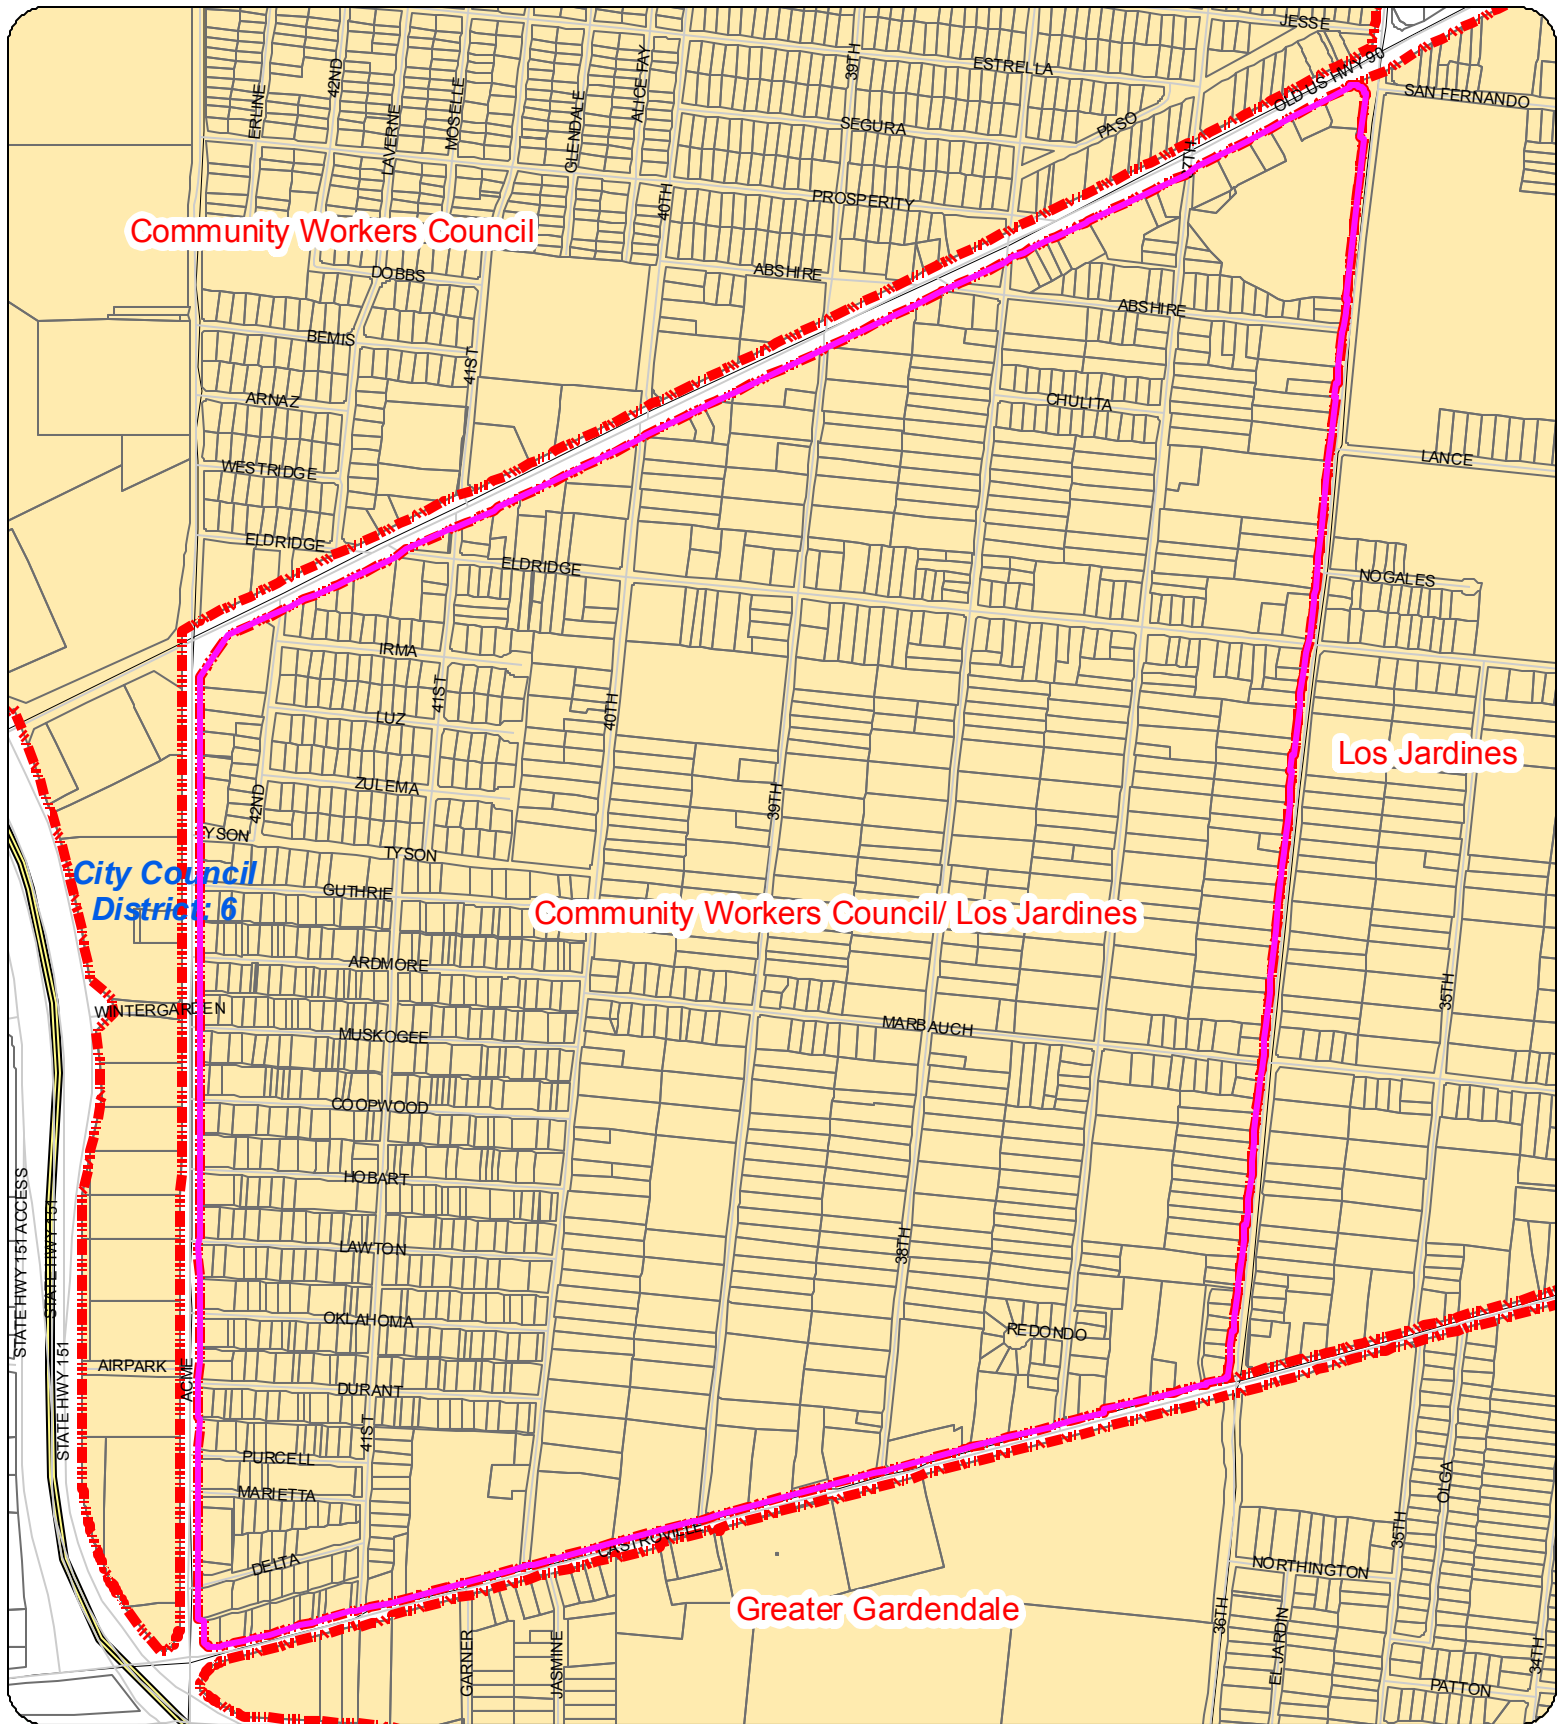 JESSE
ESTRELLA
39TH
ALICE FAY
42ND
ERLINE
MOSELLE
GLENDALE
LAVERNE
OLD US HWY 90
SAN FERNANDO
SEGURA
PASO
PROSPERITY
40TH
Community Workers Council
DOBBS
ABSHIRE
ABSHIRE
BEMIS
41ST
ARNAZ
CHULITA
WESTRIDGE
LANCE
ELDRIDGE
ELDRIDGE
NOGALES
IRMA
41ST
LUZ
40TH
Los Jardines
ZULEMA
42ND
39TH
YSON
TYSON
City Council
District: 6
GUTHRIE
Community Workers Council/ Los Jardines
ARDMORE
35TH
WINTERGARDEN
MUSKOGEE
MARBAUCH
COOPWOOD
HOBART
STATE HWY 151 ACCESS
STATE HWY 151
LAWTON
38TH
OKLAHOMA
REDONDO
STATE HWY 151
AIRPARK
ACME
DURANT
41ST
PURCELL
MARIETTA
OLGA
35TH
CASTROVILLE
DELTA
NORTHINGTON
Greater Gardendale
36TH
EL JARDIN
GARNER
JASMINE
34TH
PATTON